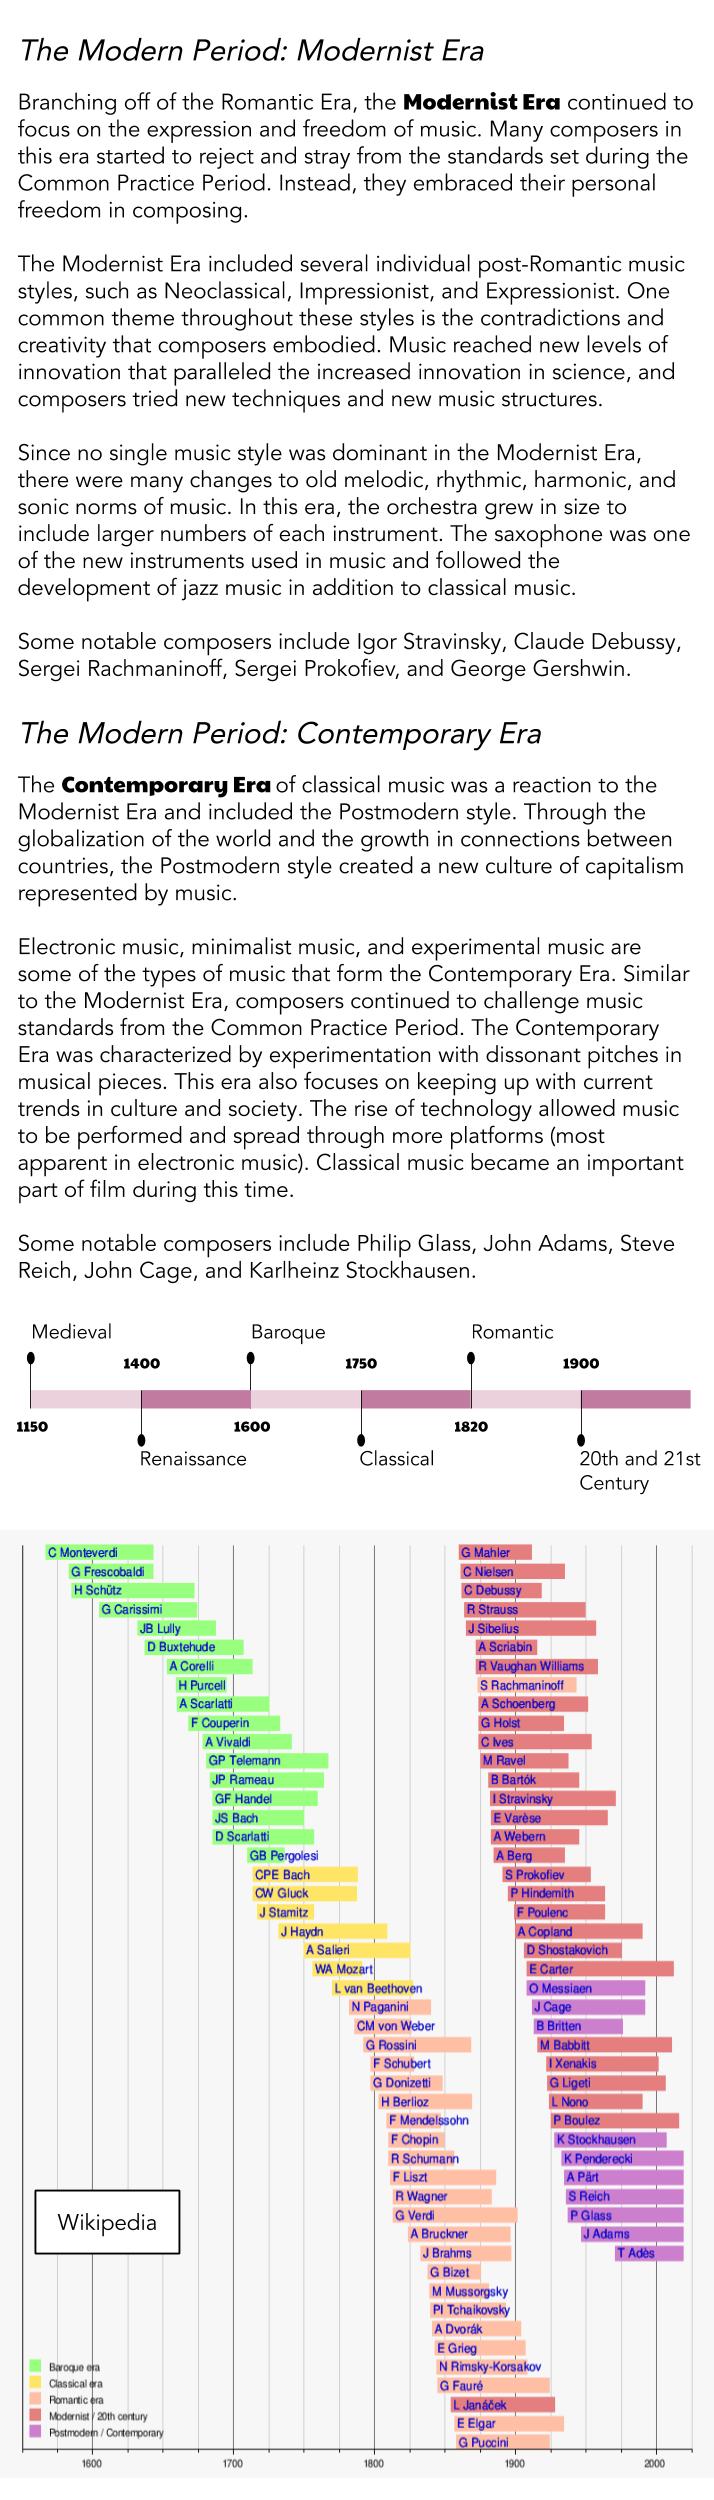 The Modern Period: Modernist Era
Branching off of the Romantic Era, the Modernist Era continued to
focus on the expression and freedom of music. Many composers in
this era started to reject and stray from the standards set during the
Common Practice Period. Instead, they embraced their personal
freedom in composing.
The Modernist Era included several individual post-Romantic music
styles, such as Neoclassical, Impressionist, and Expressionist. One
common theme throughout these styles is the contradictions and
creativity that composers embodied. Music reached new levels of
innovation that paralleled the increased innovation in science, and
composers tried new techniques and new music structures.
Since no single music style was dominant in the Modernist Era,
there were many changes to old melodic, rhythmic, harmonic, and
sonic norms of music. In this era, the orchestra grew in size to
include larger numbers of each instrument. The saxophone was one
of the new instruments used in music and followed the
development of jazz music in addition to classical music.
Some notable composers include Igor Stravinsky, Claude Debussy,
Sergei Rachmaninoff, Sergei Prokofiev, and George Gershwin.
The Modern Period: Contemporary Era
The Contemporary Era of classical music was a reaction to the
Modernist Era and included the Postmodern style. Through the
globalization of the world and the growth in connections between
countries, the Postmodern style created a new culture of capitalism
represented by music.
Electronic music, minimalist music, and experimental music are
some of the types of music that form the Contemporary Era. Similar
to the Modernist Era, composers continued to challenge music
standards from the Common Practice Period. The Contemporary
Era was characterized by experimentation with dissonant pitches in
musical pieces. This era also focuses on keeping up with current
trends in culture and society. The rise of technology allowed music
to be performed and spread through more platforms (most
apparent in electronic music). Classical music became an important
part of film during this time.
Some notable composers include Philip Glass, John Adams, Steve
Reich, John Cage, and Karlheinz Stockhausen.
Medieval Baroque Romantic
1400 1750 1900
1150 1600 1820
Renaissance Classical 20th and 21st
Century
C Monteverdi
G Frescobaldi
H Schütz
G Carissimi
JB Lully
D Buxtehude
A Corelli
H Purcell
A Scarlatti
F Couperin
A Vivaldi
GP Telemann
JP Rameau
GF Handel
JS Bach
D Scarlatti
GB Pergolesi
CPE Bach
CW Gluck
J Stamitz
J Haydn
A Salieri
WA Mozart
L van Beethoven
N Paganini
CM von Weber
G Rossini
F Schubert
G Donizetti
H Berlioz
F Mendelssohn
F Chopin
R Schumann
F Liszt
R Wagner
G Verdi
A Bruckner
J Brahms
G Bizet
M Mussorgsky
PI Tchaikovsky
A Dvorák
E Grieg
N Rimsky-Korsakov
G Fauré
L Janáček
E Elgar
G Puccini
G Mahler
C Nielsen
C Debussy
R Strauss
J Sibelius
A Scriabin
R Vaughan Williams
S Rachmaninoff
A Schoenberg
G Holst
C Ives
M Ravel
B Bartók
I Stravinsky
E Varèse
A Webern
A Berg
S Prokofiev
P Hindemith
F Poulenc
A Copland
D Shostakovich
E Carter
O Messiaen
J Cage
B Britten
M Babbitt
I Xenakis
G Ligeti
L Nono
P Boulez
K Stockhausen
K Penderecki
A Pärt
S Reich
P Glass
J Adams
T Adès
Wikipedia
Baroque era
Classical era
Romantic era
Modernist / 20th century
Postmodern / Contemporary
1600 1700 1800 1900 2000